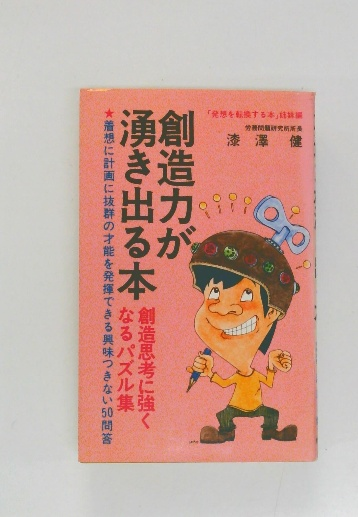 「発想を転換する本」姉妹編
労務問題研究所所長
漆澤 健
創造力が
湧き出る本
創造思考に強く
なるパズル集
★着想に計画に抜群の才能を発揮できる興味つきない50問答